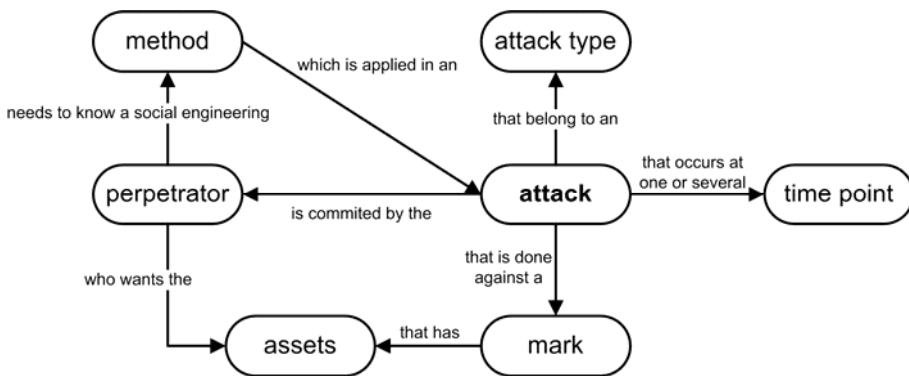 method
attack type
which is applied in an
needs to know a social engineering
that belong to an
that occurs at
one or several
perpetrator
attack
time point
is commited by the
that is done
against a
who wants the
that has
assets
mark